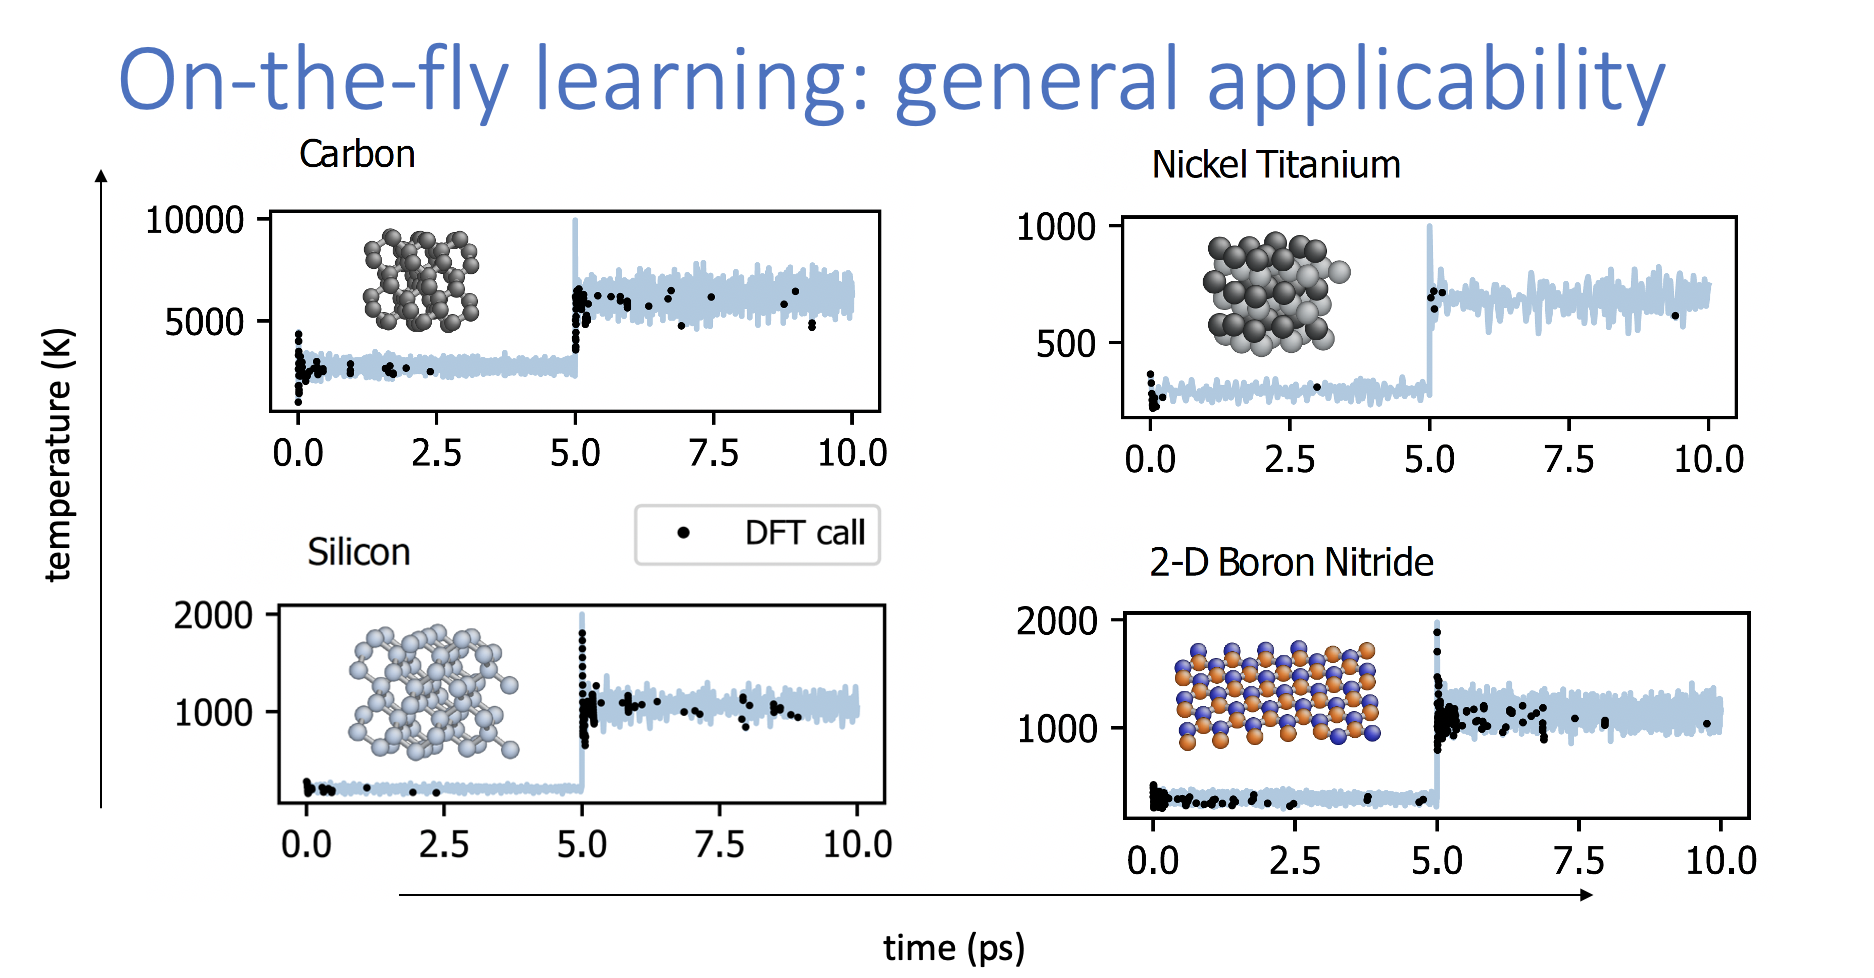 On-the-fly learning: general applicability
Carbon
10000
5000
0.0 2.5 5.0 7.5 10.0
Nickel Titanium
1000
500
0.0 2.5 5.0 7.5 10.0
temperature (K)
DFT call
Silicon
2000
1000
0.0 2.5 5.0 7.5 10.0
2-D Boron Nitride
2000
1000
0.0 2.5 5.0 7.5 10.0
time (ps)